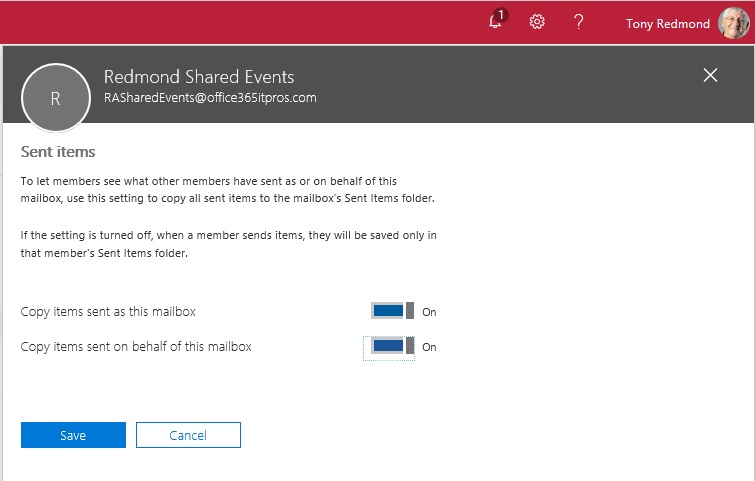 1
?
Tony Redmond
R
Redmond Shared Events
RASharedEvents@office365itpros.com
Sent items
To let members see what other members have sent as or on behalf of this
mailbox, use this setting to copy all sent items to the mailbox's Sent Items folder.
If the setting is turned off, when a member sends items, they will be saved only in
that member's Sent Items folder.
Copy items sent as this mailbox
On
Copy items sent on behalf of this mailbox
On
Save
Cancel